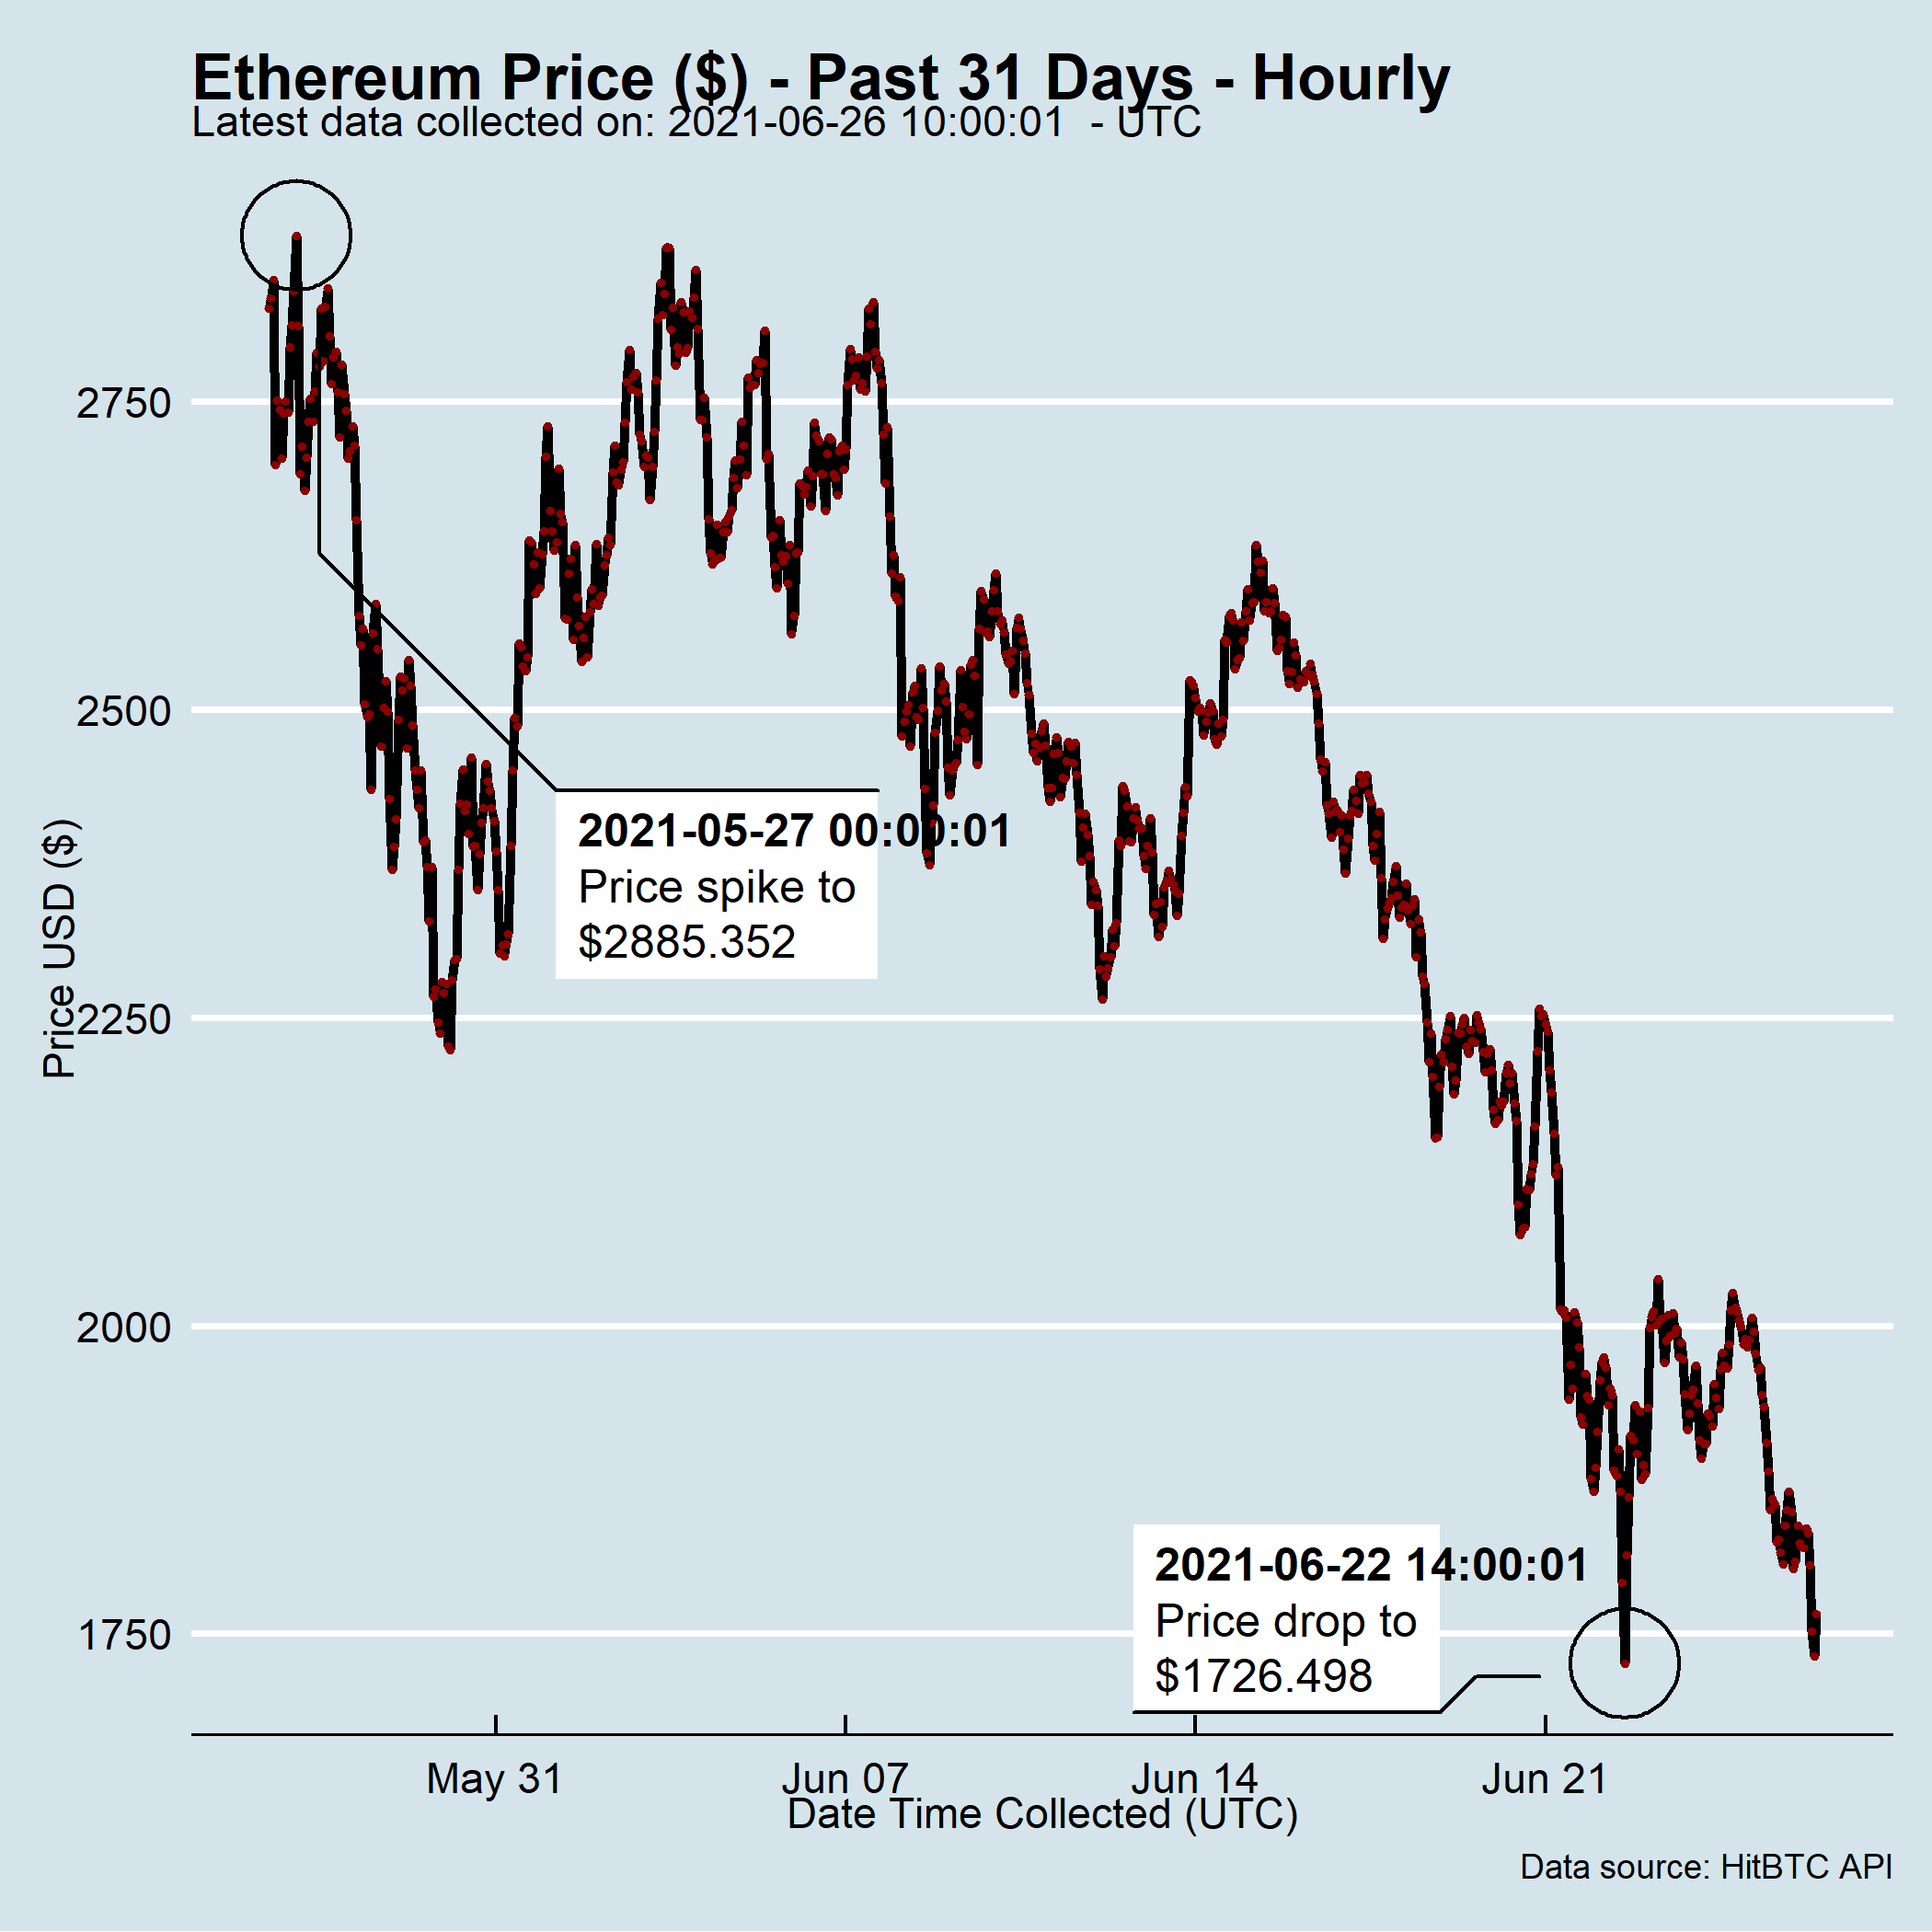 Ethereum Price ($) - Past 31 Days - Hourly
Latest data collected on: 2021-06-26 10:00:01  - UTC
Price USD ($)
2750
2500
2250
2000
1750
2021-05-27 00:00:01
Price spike to
$2885.352
2021-06-22 14:00:01
Price drop to
$1726.498
May 31
Jun 07
Jun 14
Jun 21
Date Time Collected (UTC)
Data source: HitBTC API